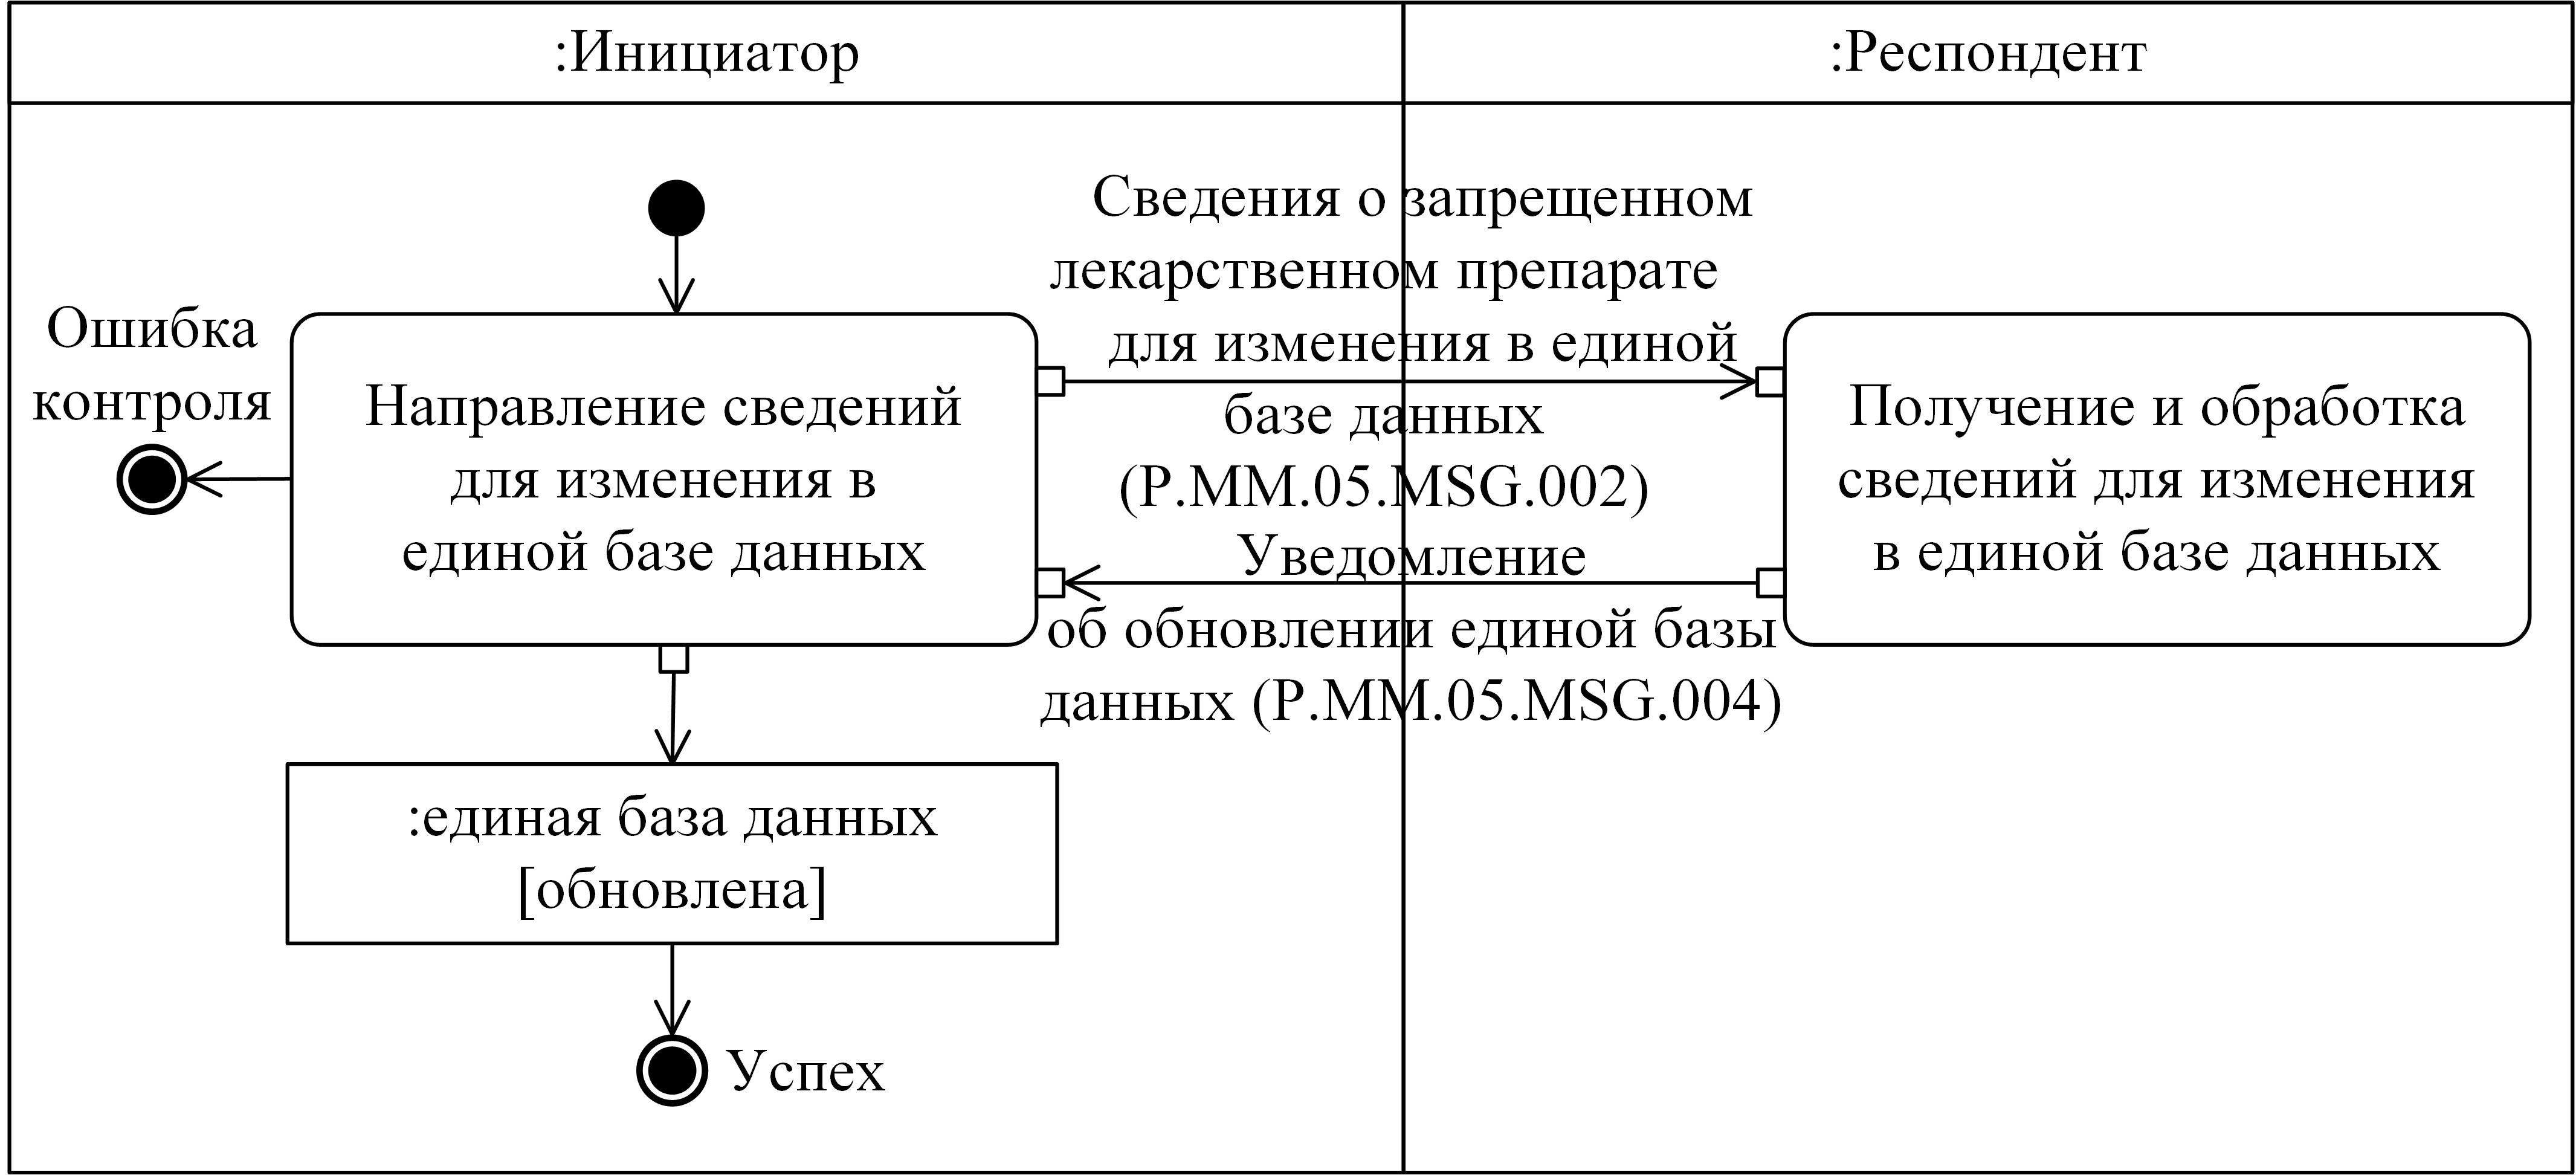 :Инициатор
:Респондент
Ошибка
контроля
Направление сведений
для изменения в
единой базе данных
Сведения о запрещенном
лекарственном препарате
для изменения в единой
базе данных
(P.MM.05.MSG.002)
Уведомление
об обновлении единой базы
данных (P.MM.05.MSG.004)
Получение и обработка
сведений для изменения
в единой базе данных
:единая база данных
[обновлена]
Успех